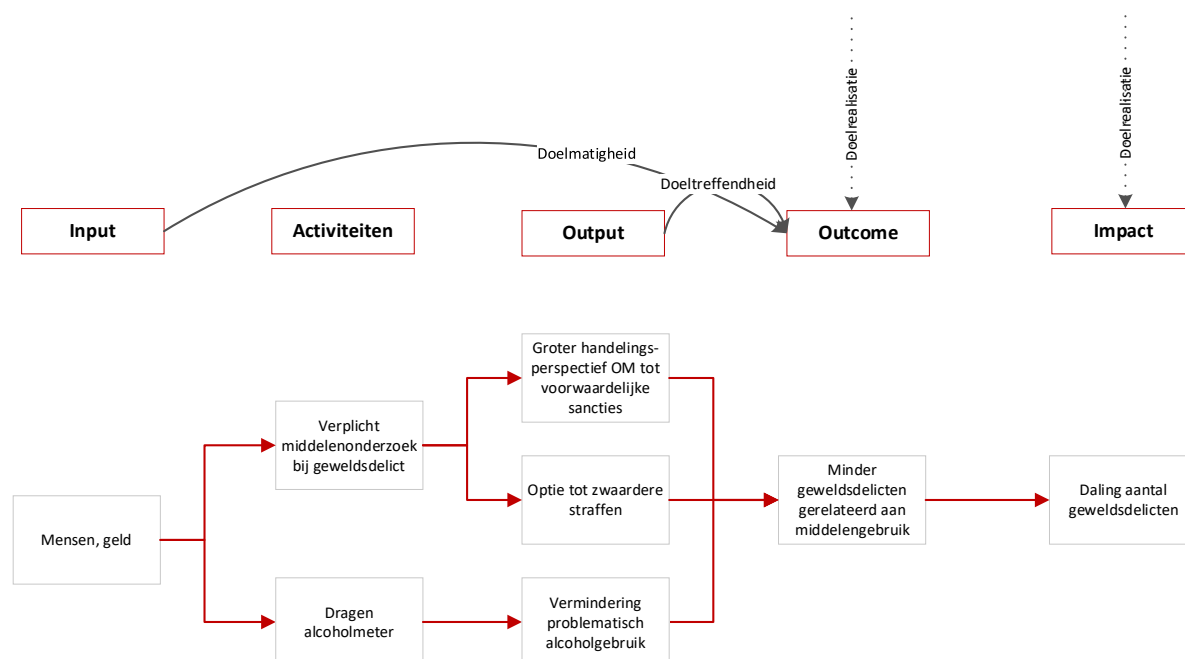 Doelrealisatie
Doelrealisatie
Doelmatigheid
Doeltreffendheid
Input
Activiteiten
Output
Outcome
Impact
Groter handelings-
perspectief OM tot
voorwaardelijke
sancties
Verplicht
middelenonderzoek
bij geweldsdelict
Optie tot zwaardere
straffen
Minder
geweldsdelicten
gerelateerd aan
middelengebruik
Daling aantal
geweldsdelicten
Mensen, geld
Dragen
alcoholmeter
Vermindering
problematisch
alcoholgebruik